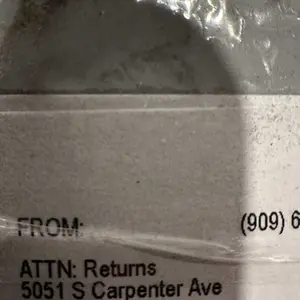 FROM: (909) 6
ATTN: Returns
5051 S Carpenter Ave